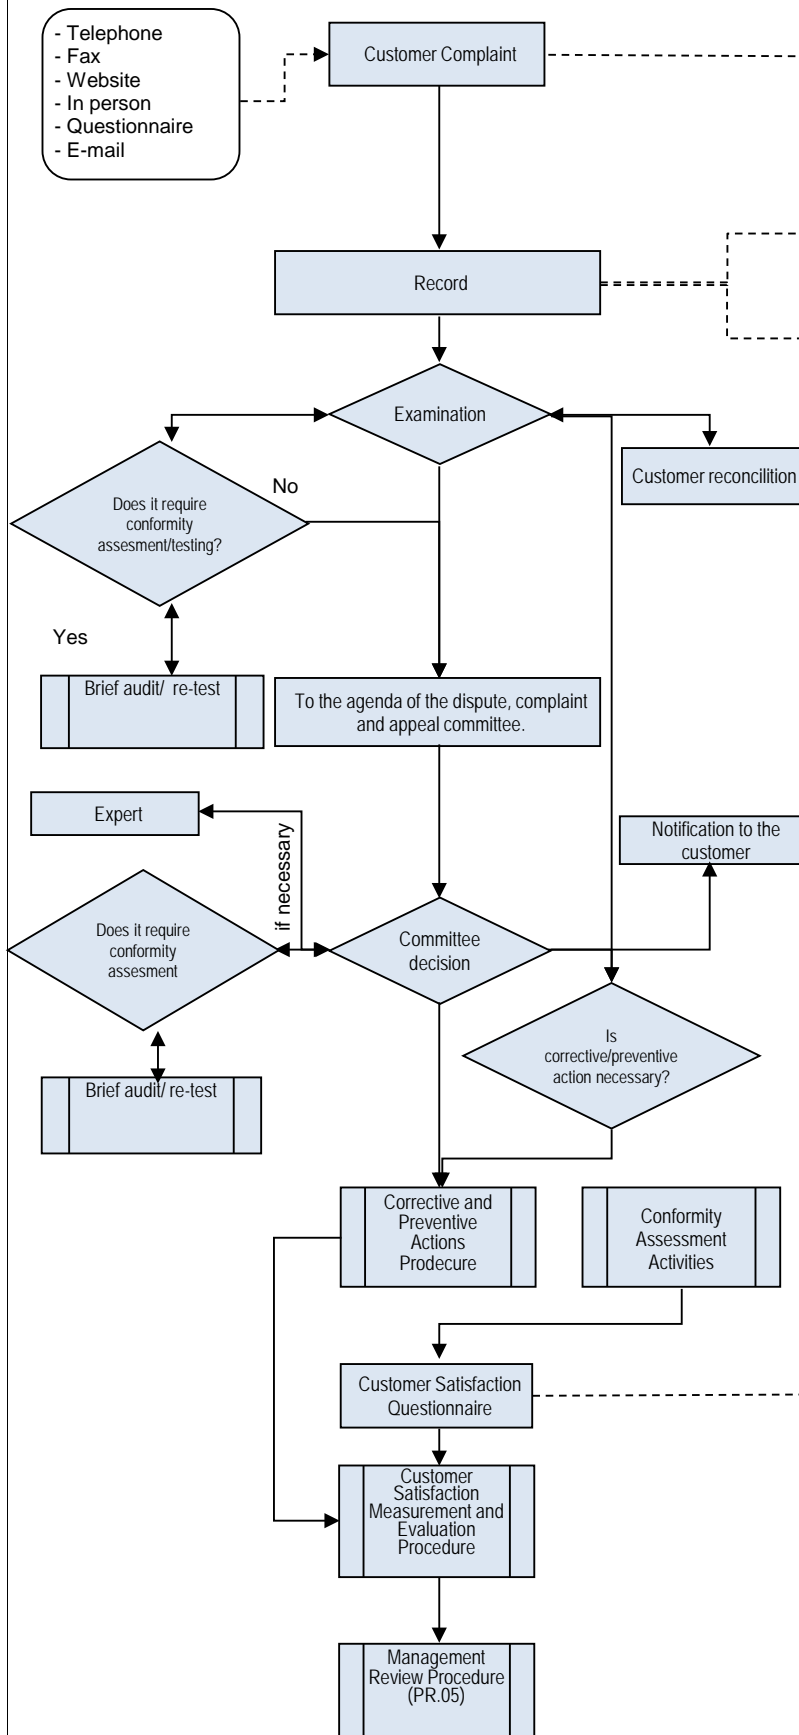 - Telephone
- Fax
- Website
- In person
- Questionnaire
- E-mail
Customer Complaint
Record
Examination
Customer reconcilition
Does it require
conformity
assesment/testing?
No
Yes
Brief audit/ re-test
To the agenda of the dispute, complaint
and appeal committee.
Expert
if necessary
Notification to the
customer
Does it require
conformity
assesment
Committee
decision
Is
corrective/preventive
action necessary?
Brief audit/ re-test
Corrective and
Preventive
Actions
Prodecure
Conformity
Assessment
Activities
Customer Satisfaction
Questionnaire
Customer
Satisfaction
Measurement and
Evaluation
Procedure
Management
Review Procedure
(PR.05)